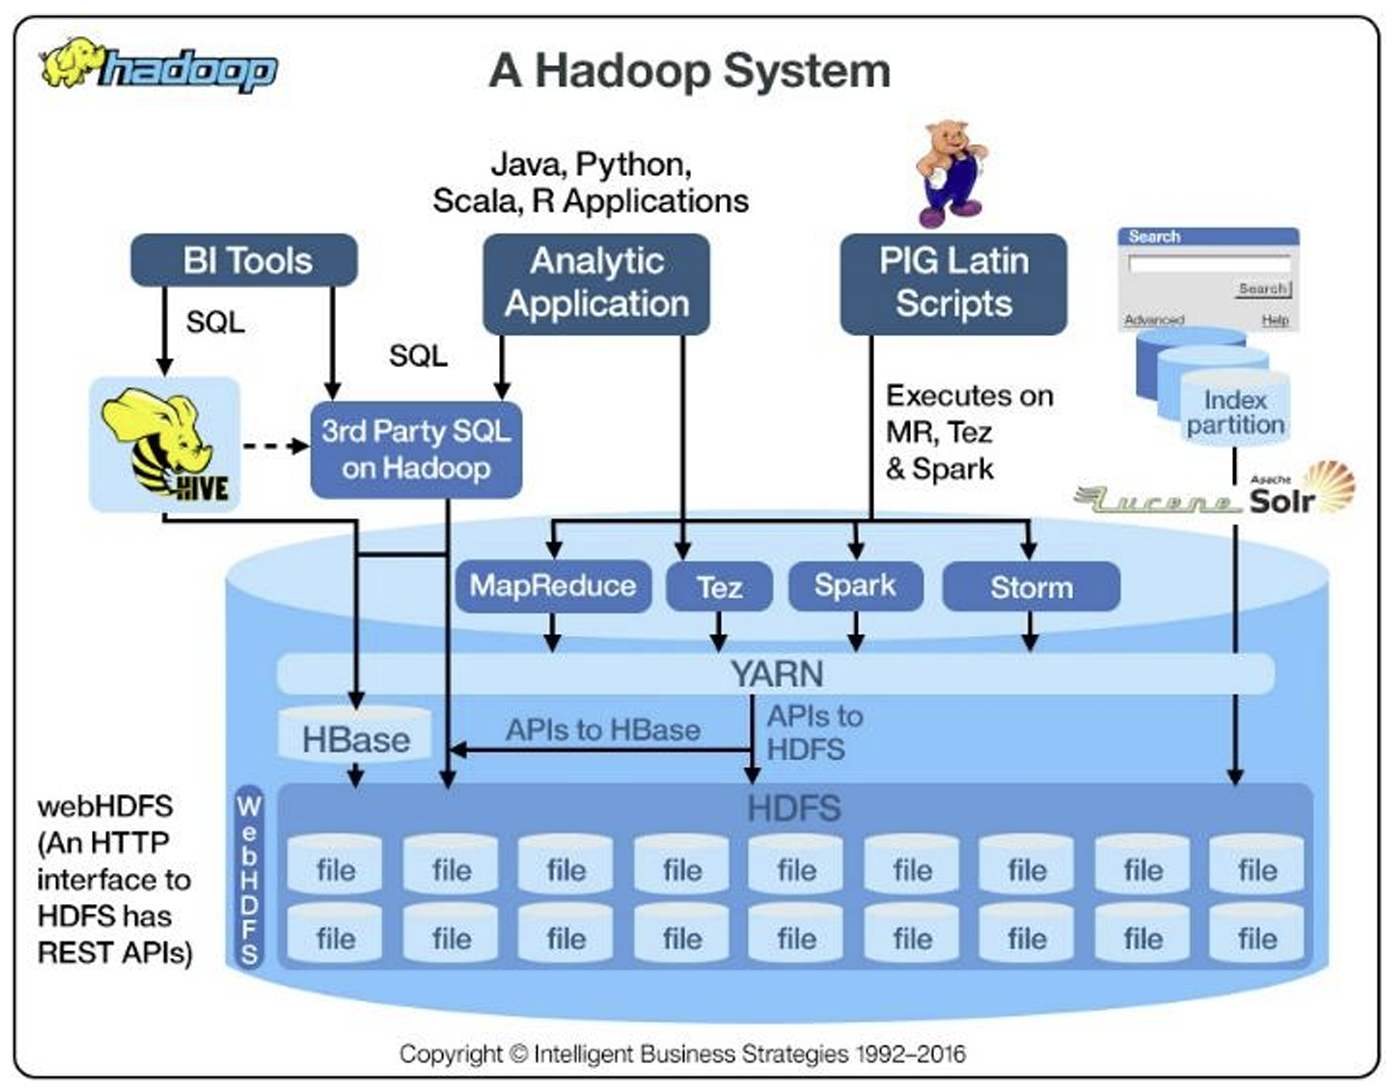 hadoop
A Hadoop System
Java, Python,
Scala, R Applications
BI Tools
Analytic
Application
PIG Latin
Scripts
Search
Search
Advanced
Help
SQL
SQL
HIVE
3rd Party SQL
on Hadoop
Executes on
MR, Tez
& Spark
Index
partition
Lucene
Apache
Solr
MapReduce
Tez
Spark
Storm
YARN
HBase
APIs to HBase
APIs to
HDFS
webHDFS
(An HTTP
interface to
HDFS has
REST APIs)
WebHDFS
HDFS
file file file file file file file file file
file file file file file file file file file
Copyright © Intelligent Business Strategies 1992–2016